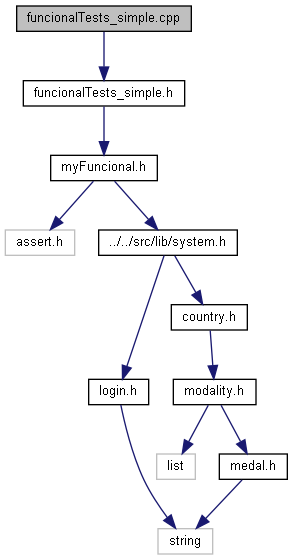 funcionalTests_simple.cpp
funcionalTests_simple.h
myFuncional.h
assert.h
../../src/lib/system.h
country.h
login.h
modality.h
list
medal.h
string